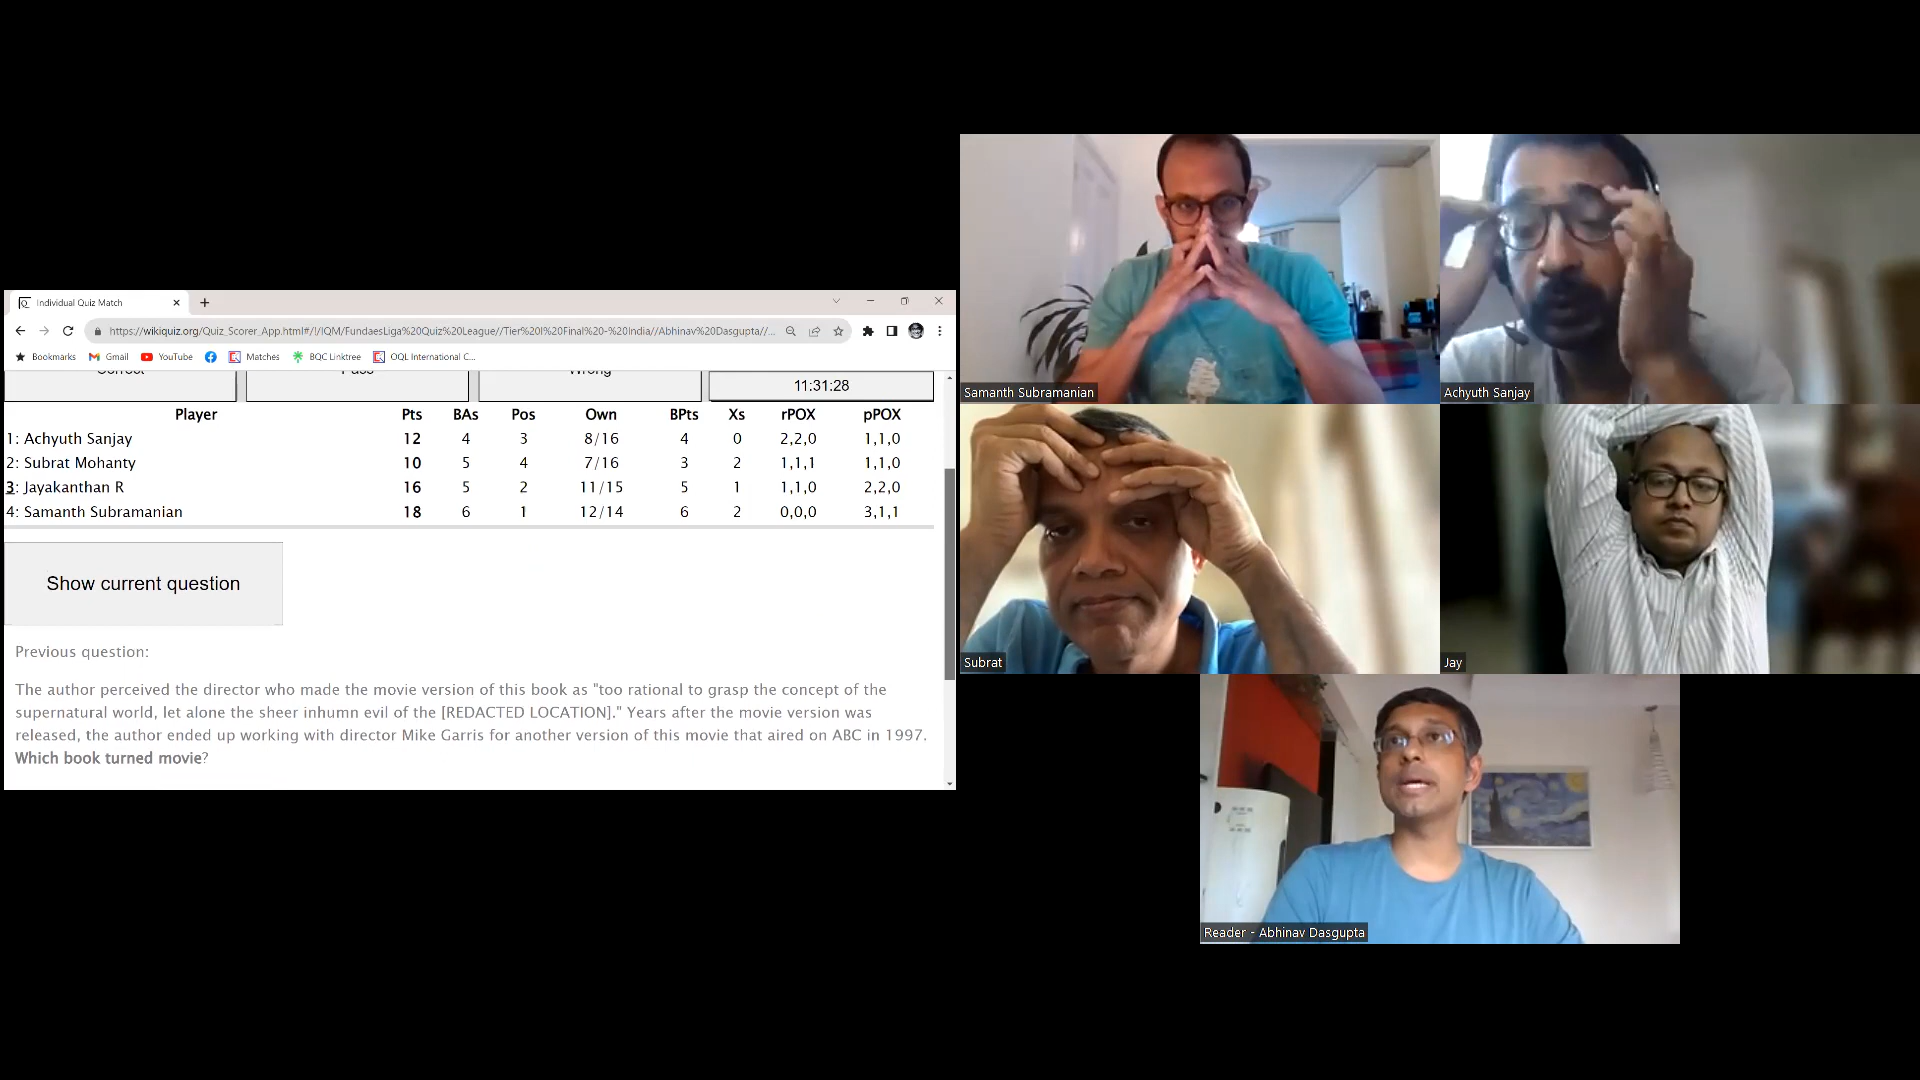 Individual Quiz Match
https://wikiquiz.org/Quiz_Scorer_App.html#/!/IQM/FundaesLiga%20Quiz%20League//Tier%20I%20Final%20-%20India//Abhinav%20Dasgupta//...
Bookmarks Gmail YouTube Matches BQC Linktree OQL International C...
Correct Pass Wrong 11:31:28
Player Pts BAs Pos Own BPts Xs rPOX pPOX
1: Achyuth Sanjay 12 4 3 8/16 4 0 2,2,0 1,1,0
2: Subrat Mohanty 10 5 4 7/16 3 2 1,1,1 1,1,0
3: Jayakanthan R 16 5 2 11/15 5 1 1,1,0 2,2,0
4: Samanth Subramanian 18 6 1 12/14 6 2 0,0,0 3,1,1
Show current question
Previous question:
The author perceived the director who made the movie version of this book as "too rational to grasp the concept of the
supernatural world, let alone the sheer inhumn evil of the [REDACTED LOCATION]." Years after the movie version was
released, the author ended up working with director Mike Garris for another version of this movie that aired on ABC in 1997.
Which book turned movie?
Samanth Subramanian
Achyuth Sanjay
Subrat
Jay
Reader - Abhinav Dasgupta